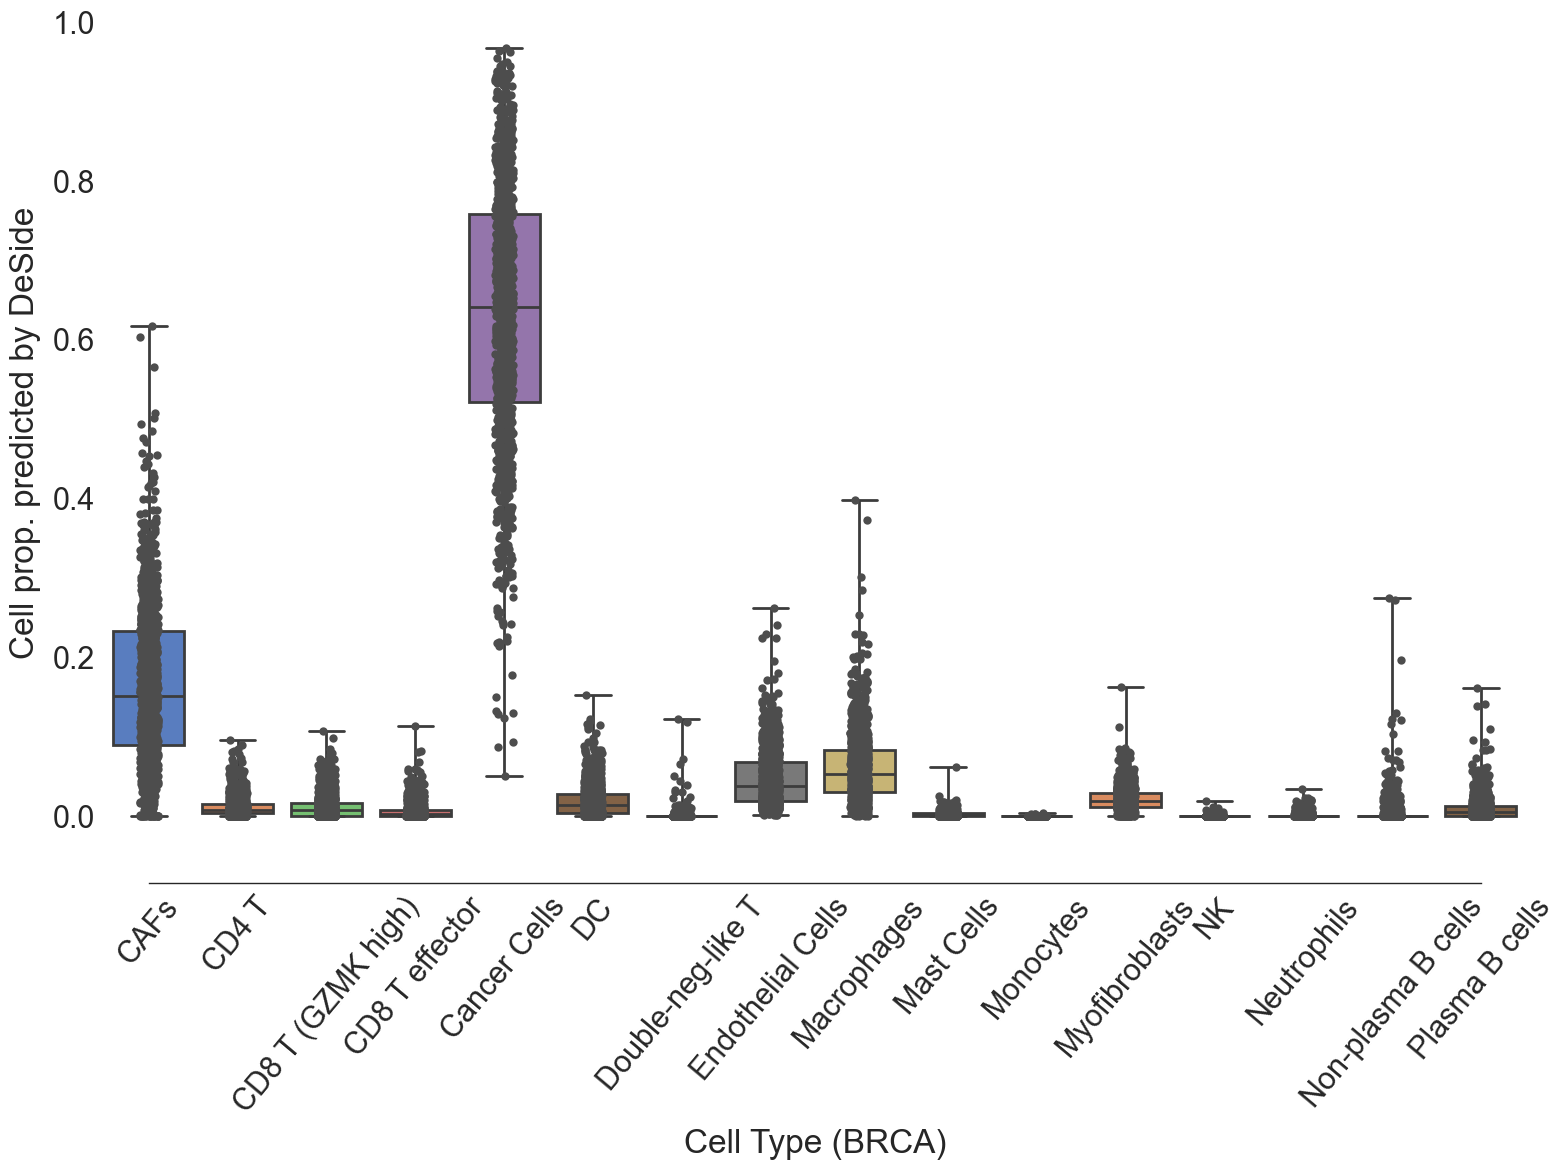 1.0
0.8
0.6
0.4
0.2
0.0
Cell prop. predicted by DeSide
CAFs
CD4 T
CD8 T (GZMK high)
CD8 T effector
Cancer Cells
DC
Double-neg-like T
Endothelial Cells
Macrophages
Mast Cells
Monocytes
Myofibroblasts
NK
Neutrophils
Non-plasma B cells
Plasma B cells
Cell Type (BRCA)